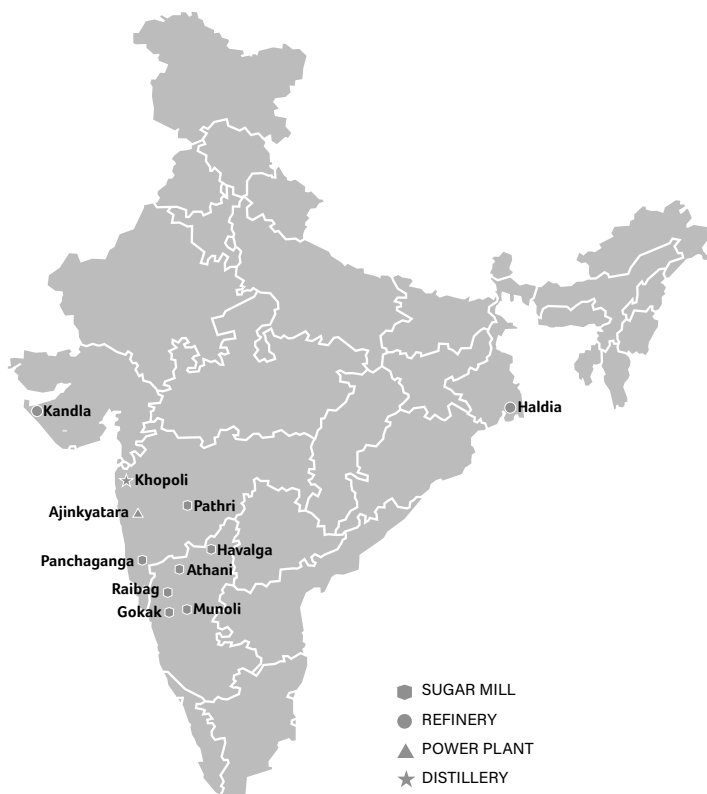 Kandla
Haldia
Khopoli
Pathri
Ajinkyatara
Havalga
Panchaganga
Athani
Raibag
Gokak
Munoli
SUGAR MILL
REFINERY
POWER PLANT
DISTILLERY